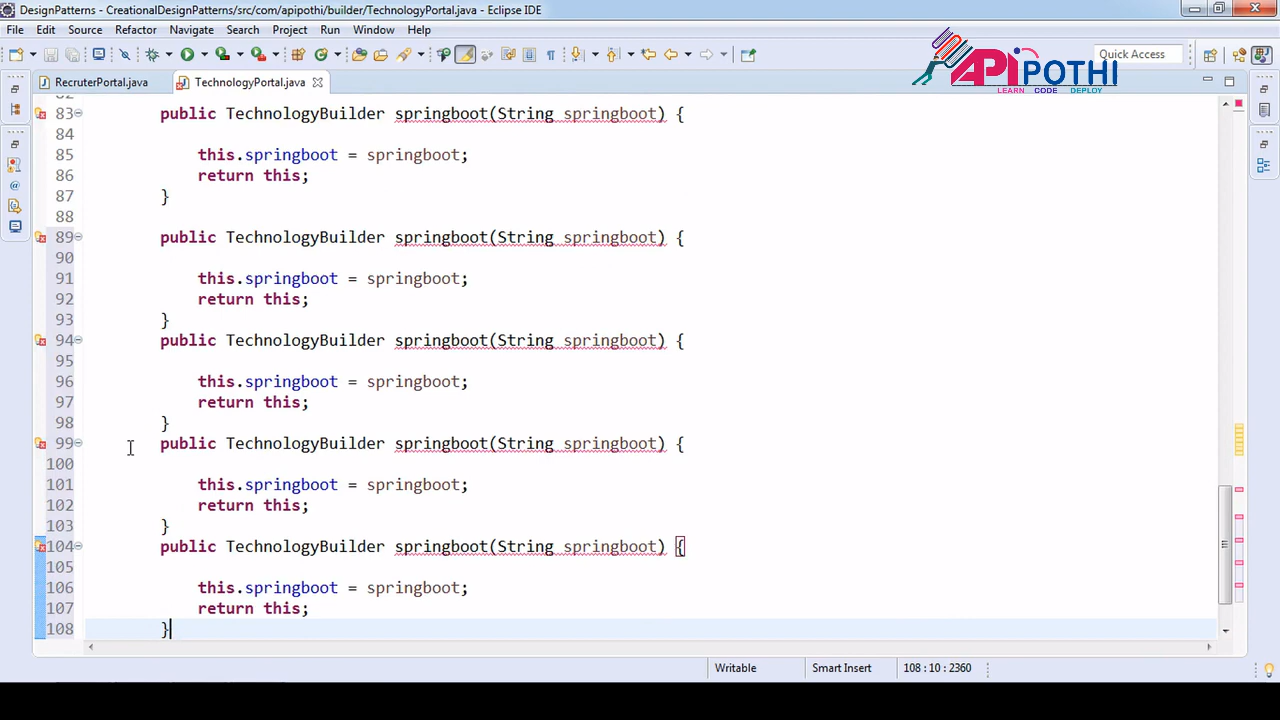 DesignPatterns - CreationalDesignPatterns/src/com/apipothi/builder/TechnologyPortal.java - Eclipse IDE
File Edit Source Refactor Navigate Search Project Run Window Help
Quick Access
APiPOTHI
LEARN CODE DEPLOY
RecruterPortal.java TechnologyPortal.java
83 public TechnologyBuilder springboot(String springboot) {
84
85 this.springboot = springboot;
86 return this;
87 }
88
89 public TechnologyBuilder springboot(String springboot) {
90
91 this.springboot = springboot;
92 return this;
93 }
94 public TechnologyBuilder springboot(String springboot) {
95
96 this.springboot = springboot;
97 return this;
98 }
99 public TechnologyBuilder springboot(String springboot) {
100
101 this.springboot = springboot;
102 return this;
103 }
104 public TechnologyBuilder springboot(String springboot) {
105
106 this.springboot = springboot;
107 return this;
108 }
Writable Smart Insert 108 : 10 : 2360